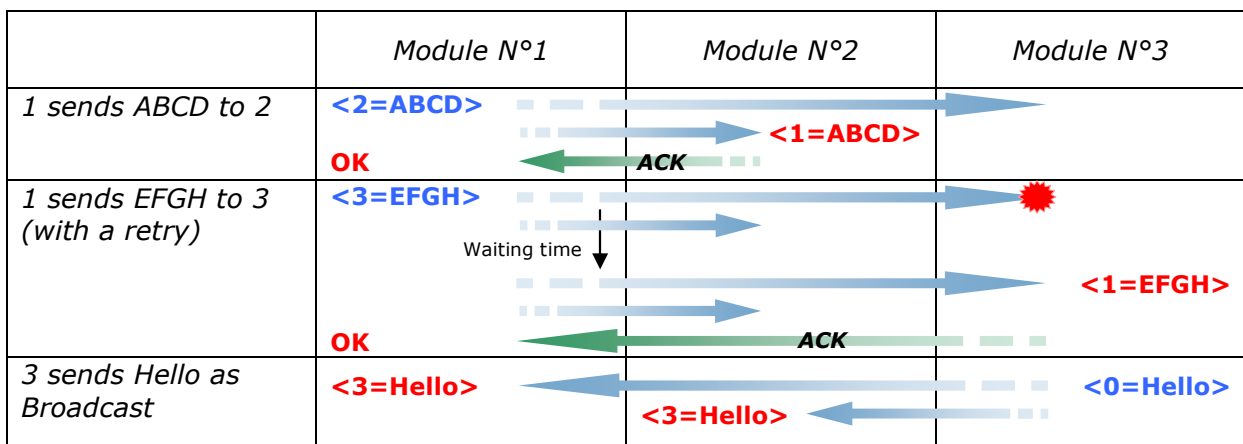 Module N°1 Module N°2 Module N°3
1 sends ABCD to 2 <2=ABCD>
<1=ABCD>
OK ACK
1 sends EFGH to 3 <3=EFGH>
(with a retry)
Waiting time
<1=EFGH>
OK ACK
3 sends Hello as <3=Hello> <0=Hello>
Broadcast <3=Hello>